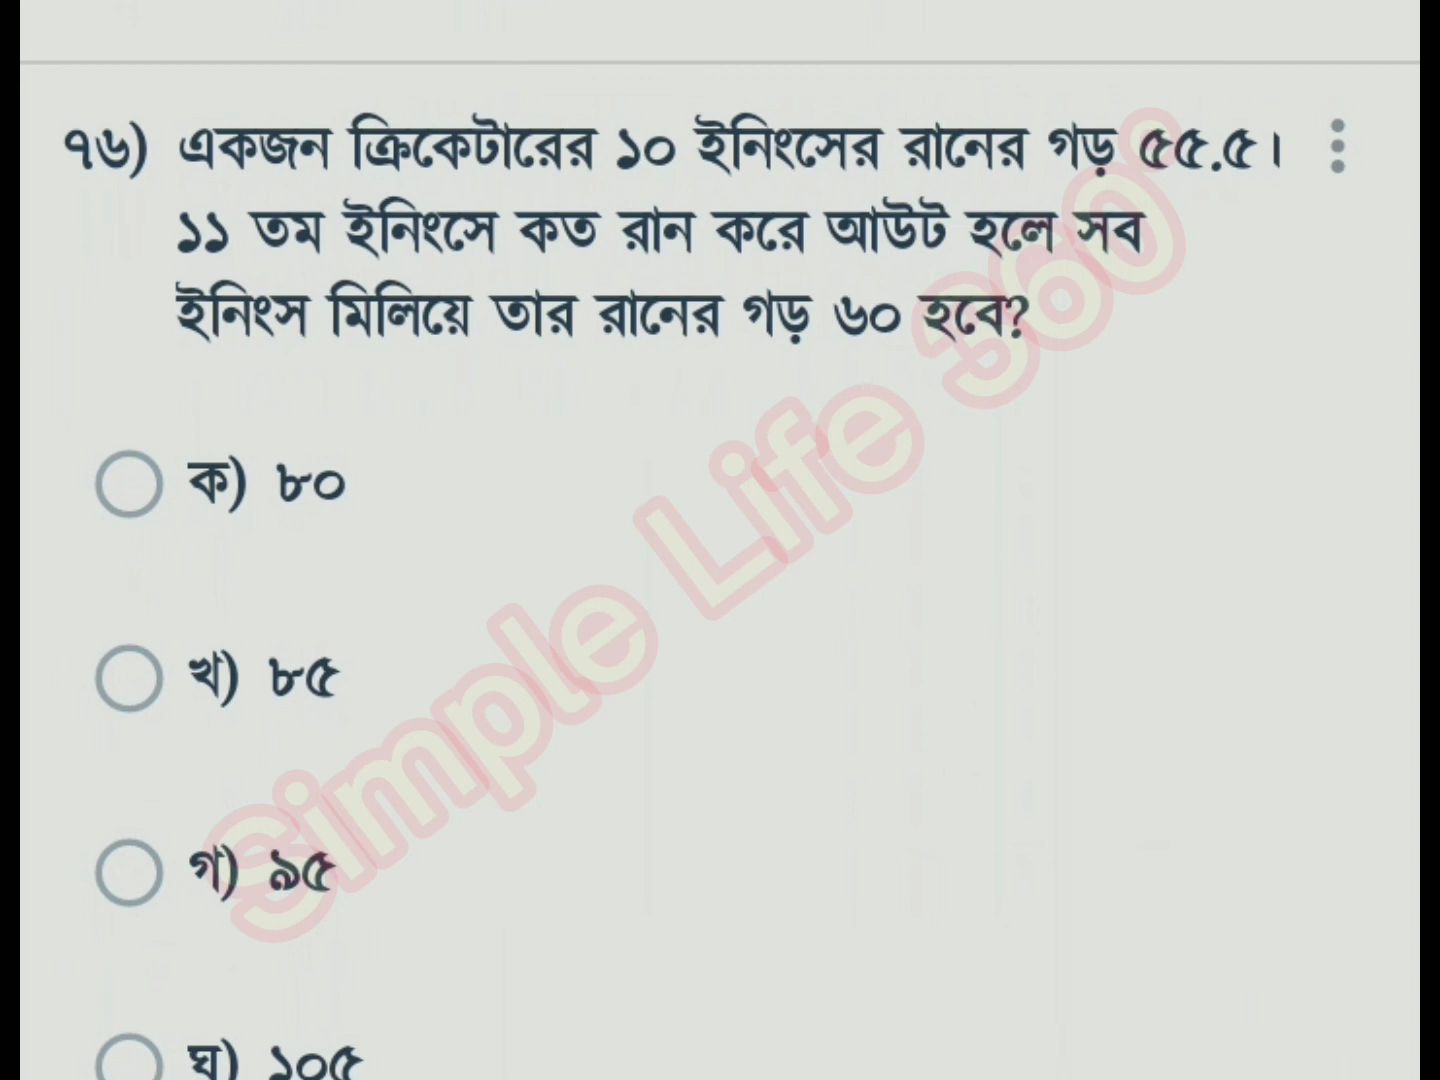 ৭৬) একজন ক্রিকেটারের ১০ ইনিংসের রানের গড় ৫৫.৫।
১১ তম ইনিংসে কত রান করে আউট হলে সব
ইনিংস মিলিয়ে তার রানের গড় ৬০ হবে?
ক) ৮০
খ) ৮৫
গ) ৯৫
ঘ) ১০৫
Simple Life 360°